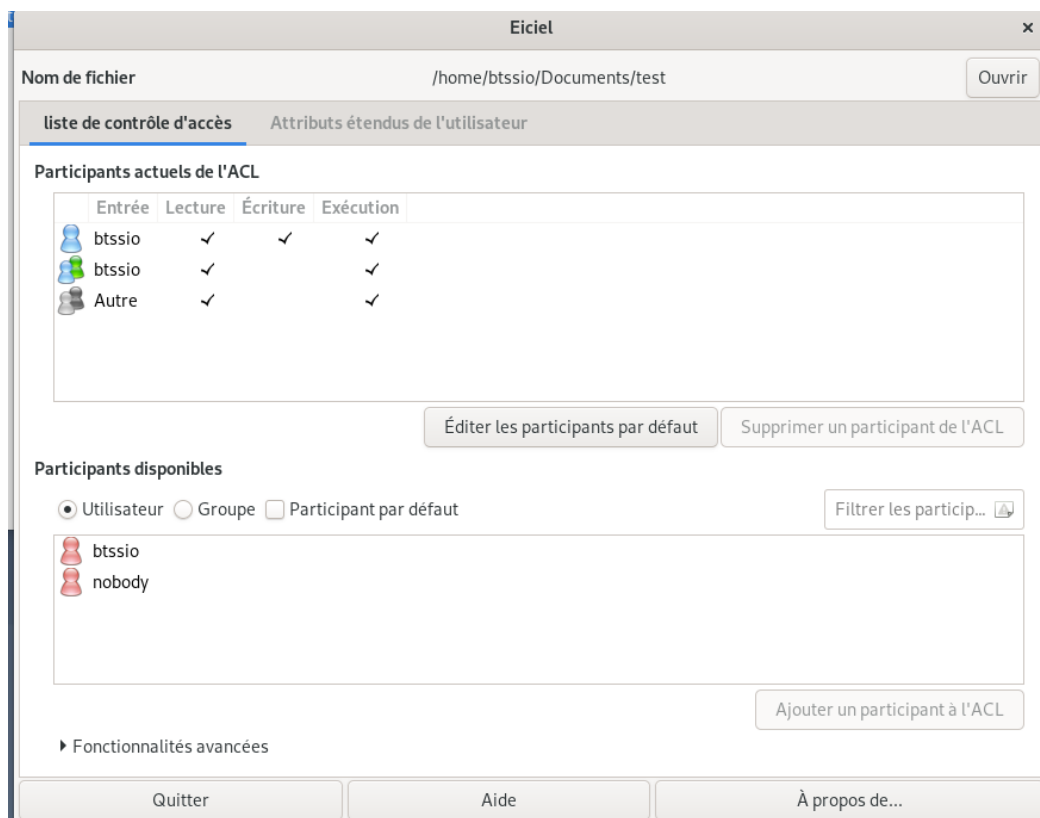 Eiciel
Nom de fichier /home/btssio/Documents/test Ouvrir
liste de contrôle d'accès Attributs étendus de l'utilisateur
Participants actuels de l'ACL
Entrée Lecture Écriture Exécution
btssio ✓ ✓ ✓
btssio ✓ ✓
Autre ✓ ✓
Éditer les participants par défaut Supprimer un participant de l'ACL
Participants disponibles
Utilisateur Groupe Participant par défaut Filtrer les particip...
btssio
nobody
Ajouter un participant à l'ACL
Fonctionnalités avancées
Quitter Aide À propos de...